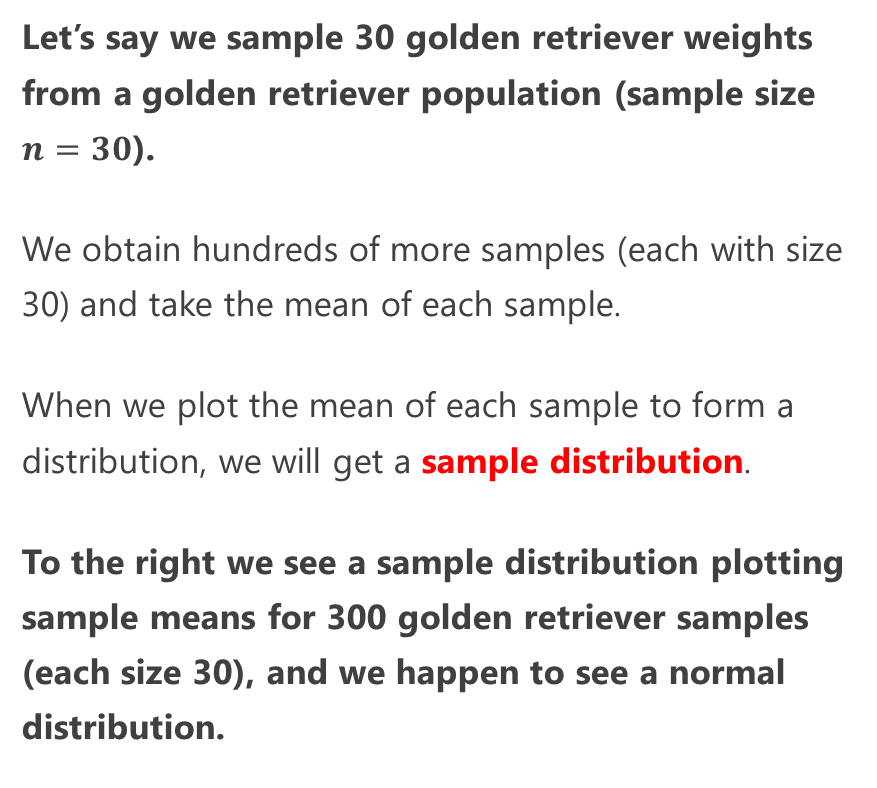 Let’s say we sample 30 golden retriever weights
from a golden retriever population (sample size
n = 30).
We obtain hundreds of more samples (each with size
30) and take the mean of each sample.
When we plot the mean of each sample to form a
distribution, we will get a sample distribution.
To the right we see a sample distribution plotting
sample means for 300 golden retriever samples
(each size 30), and we happen to see a normal
distribution.